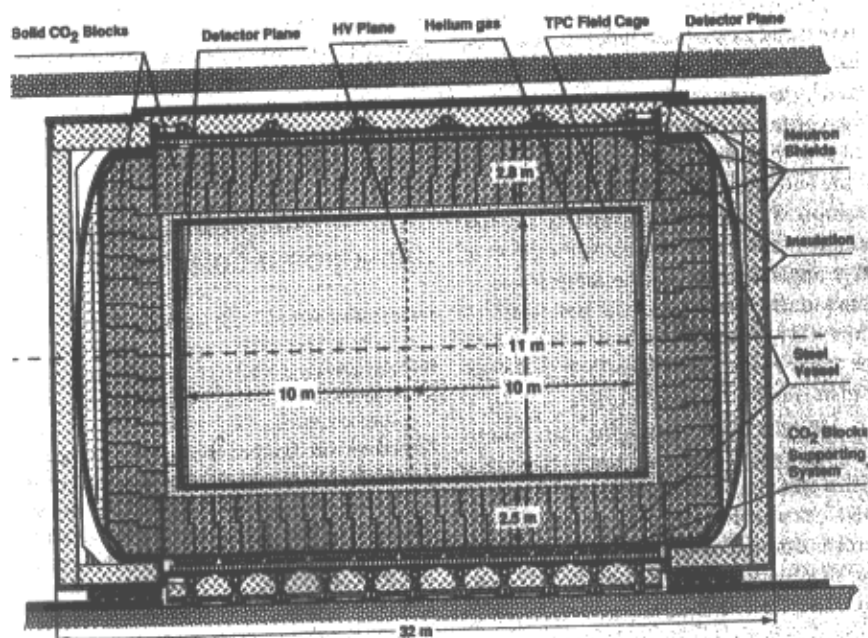 Solid CO2 Blocks
Detector Plane
HV Plane
Helium gas
TPC Field Cage
Detector Plane
Neutron
Shields
2.8 m
Insulation
11 m
10 m
10 m
Steel
Vessel
CO2 Blocks
Supporting
System
2.5 m
32 m